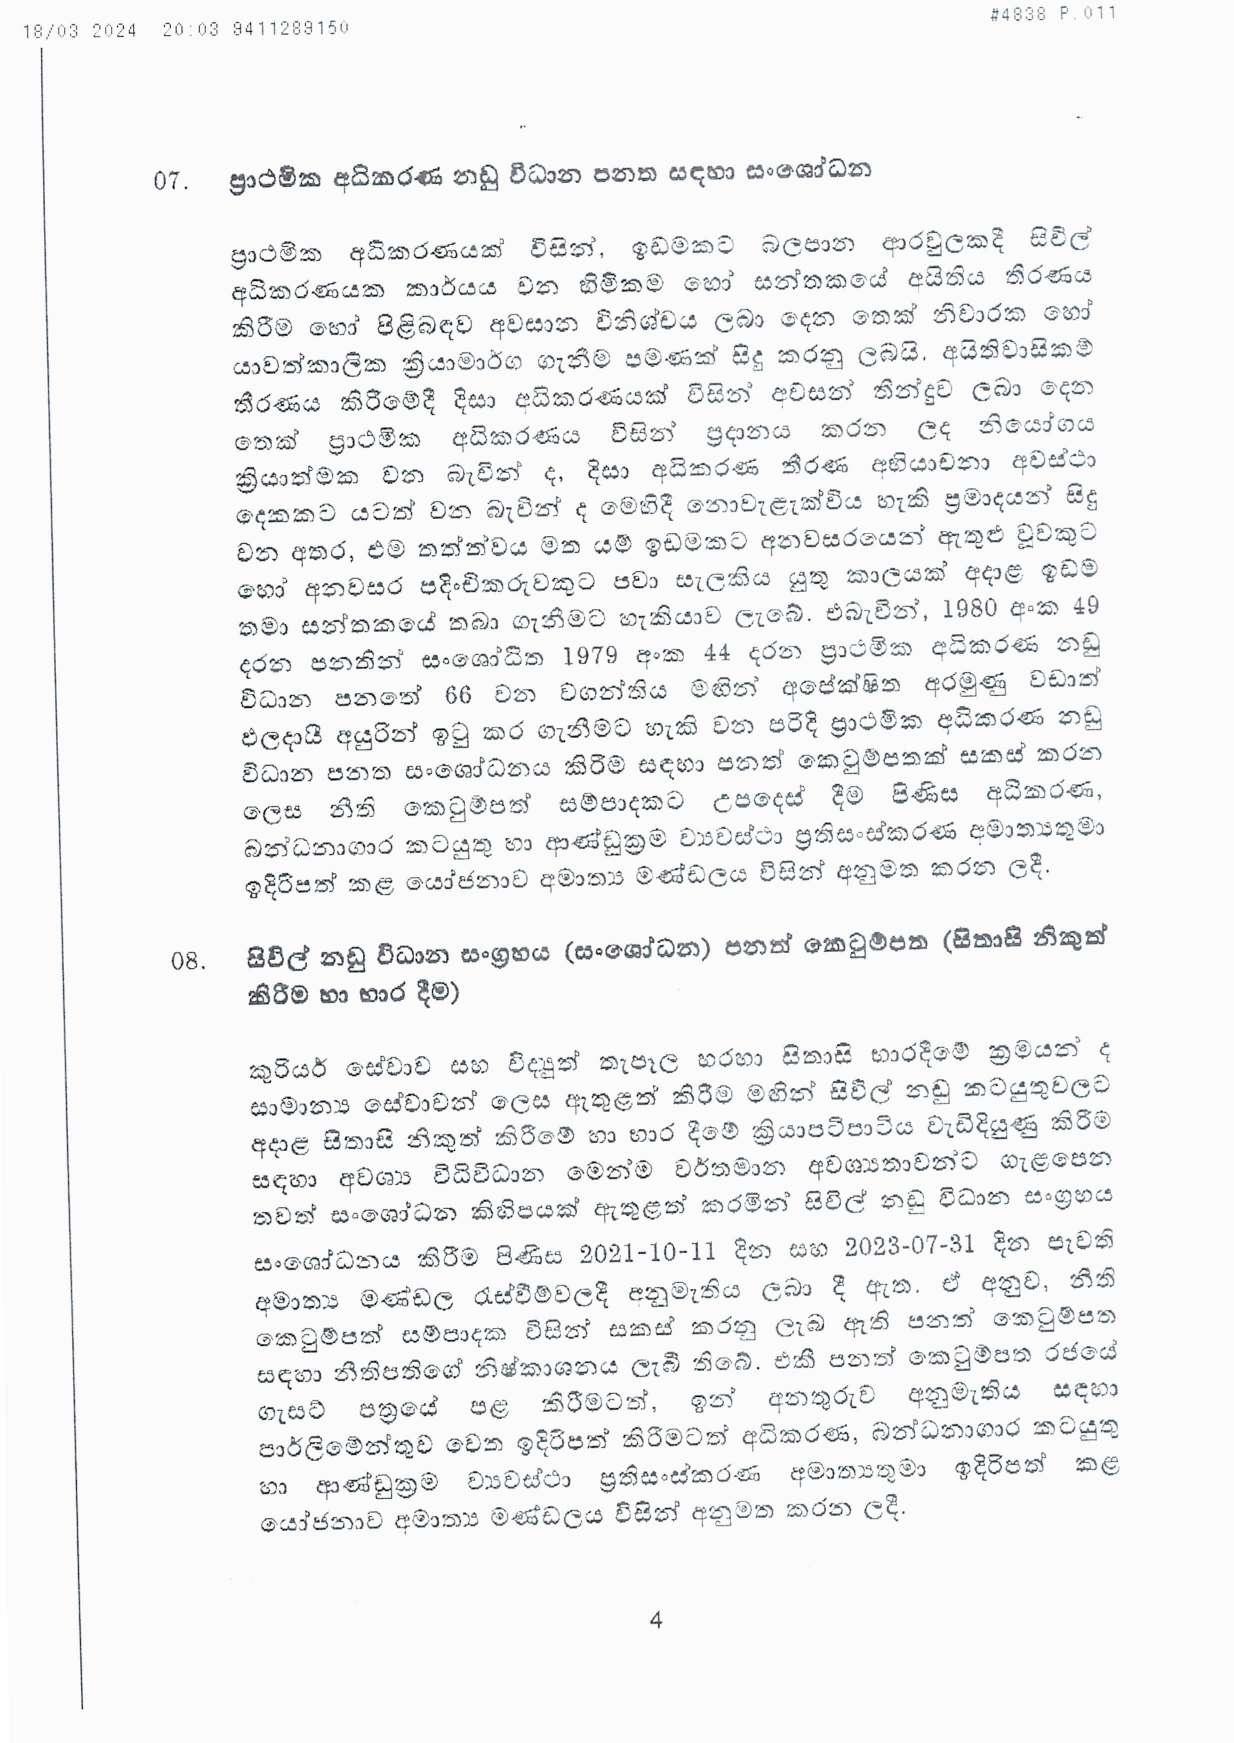 18/03 2024 20:03 9411289150
#4838 P.011
07. ප්‍රාථමික අධිකරණ නඩු විධාන පනත සඳහා සංශෝධන
ප්‍රාථමික අධිකරණයක් විසින්, ඉඩමකට බලපාන ආරවුලකදී සිවිල්
අධිකරණයක කාර්යය වන හිමිකම හෝ සන්තකයේ අයිතිය තීරණය
කිරීම හෝ පිළිබඳව අවසාන විනිශ්චය ලබා දෙන තෙක් නිවාරක හෝ
යාවත්කාලික ක්‍රියාමාර්ග ගැනීම පමණක් සිදු කරනු ලබයි. අයිතිවාසිකම්
තීරණය කිරීමේදී දිසා අධිකරණයක් විසින් අවසන් තීන්දුව ලබා දෙන
තෙක් ප්‍රාථමික අධිකරණය විසින් ප්‍රදානය කරන ලද නියෝගය
ක්‍රියාත්මක වන බැවින් ද, දිසා අධිකරණ තීරණ අභියාචනා අවස්ථා
දෙකකට යටත් වන බැවින් ද මෙහිදී නොවැළැක්විය හැකි ප්‍රමාදයන් සිදු
වන අතර, එම තත්ත්වය මත යම් ඉඩමකට අනවසරයෙන් ඇතුළු වූවකුට
හෝ අනවසර පදිංචිකරුවකුට පවා සැලකිය යුතු කාලයක් අදාළ ඉඩම
තමා සන්තකයේ තබා ගැනීමට හැකියාව ලැබේ. එබැවින්, 1980 අංක 49
දරන පනතින් සංශෝධිත 1979 අංක 44 දරන ප්‍රාථමික අධිකරණ නඩු
විධාන පනතේ 66 වන වගන්තිය මඟින් අපේක්ෂිත අරමුණු වඩාත්
ඵලදායී අයුරින් ඉටු කර ගැනීමට හැකි වන පරිදි ප්‍රාථමික අධිකරණ නඩු
විධාන පනත සංශෝධනය කිරීම සඳහා පනත් කෙටුම්පතක් සකස් කරන
ලෙස නීති කෙටුම්පත් සම්පාදකට උපදෙස් දීම පිණිස අධිකරණ,
බන්ධනාගාර කටයුතු හා ආණ්ඩුක්‍රම ව්‍යවස්ථා ප්‍රතිසංස්කරණ අමාත්‍යතුමා
ඉදිරිපත් කළ යෝජනාව අමාත්‍ය මණ්ඩලය විසින් අනුමත කරන ලදී.
08. සිවිල් නඩු විධාන සංග්‍රහය (සංශෝධන) පනත් කෙටුම්පත (සිතාසි නිකුත්
කිරීම හා භාර දීම)
කුරියර් සේවාව සහ විද්‍යුත් තැපෑල හරහා සිතාසි භාරදීමේ ක්‍රමයන් ද
සාමාන්‍ය සේවාවන් ලෙස ඇතුළත් කිරීම මඟින් සිවිල් නඩු කටයුතුවලට
අදාළ සිතාසි නිකුත් කිරීමේ හා භාර දීමේ ක්‍රියාපටිපාටිය වැඩිදියුණු කිරීම
සඳහා අවශ්‍ය විධිවිධාන මෙන්ම වර්තමාන අවශ්‍යතාවන්ට ගැළපෙන
තවත් සංශෝධන කිහිපයක් ඇතුළත් කරමින් සිවිල් නඩු විධාන සංග්‍රහය
සංශෝධනය කිරීම පිණිස 2021-10-11 දින සහ 2023-07-31 දින පැවති
අමාත්‍ය මණ්ඩල රැස්වීම්වලදී අනුමැතිය ලබා දී ඇත. ඒ අනුව, නීති
කෙටුම්පත් සම්පාදක විසින් සකස් කරනු ලැබ ඇති පනත් කෙටුම්පත
සඳහා නීතිපතිගේ නිෂ්කාශනය ලැබී තිබේ. එකී පනත් කෙටුම්පත රජයේ
ගැසට් පත්‍රයේ පළ කිරීමටත්, ඉන් අනතුරුව අනුමැතිය සඳහා
පාර්ලිමේන්තුව වෙත ඉදිරිපත් කිරීමටත් අධිකරණ, බන්ධනාගාර කටයුතු
හා ආණ්ඩුක්‍රම ව්‍යවස්ථා ප්‍රතිසංස්කරණ අමාත්‍යතුමා ඉදිරිපත් කළ
යෝජනාව අමාත්‍ය මණ්ඩලය විසින් අනුමත කරන ලදී.
4